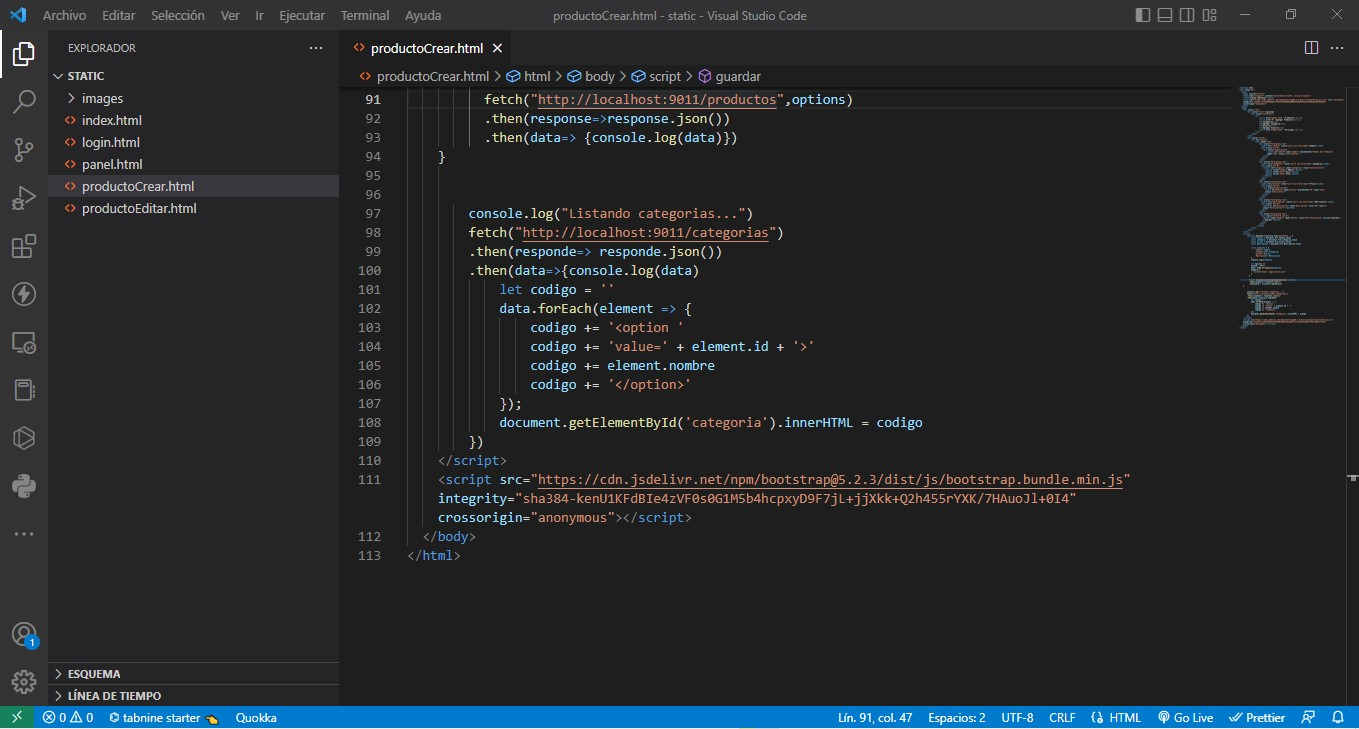 Archivo Editar Selección Ver Ir Ejecutar Terminal Ayuda productoCrear.html - static - Visual Studio Code
EXPLORADOR
STATIC
images
index.html
login.html
panel.html
productoCrear.html
productoEditar.html
ESQUEMA
LÍNEA DE TIEMPO
1
productoCrear.html
productoCrear.html > html > body > script > guardar
91 fetch("http://localhost:9011/productos",options)
92 .then(response=>response.json())
93 .then(data=> {console.log(data)})
94 }
95
96
97 console.log("Listando categorias...")
98 fetch("http://localhost:9011/categorias")
99 .then(responde=> responde.json())
100 .then(data=>{console.log(data)
101 let codigo = ''
102 data.forEach(element => {
103 codigo += '<option '
104 codigo += 'value=' + element.id + '>'
105 codigo += element.nombre
106 codigo += '</option>'
107 });
108 document.getElementById('categoria').innerHTML = codigo
109 })
110 </script>
111 <script src="https://cdn.jsdelivr.net/npm/bootstrap@5.2.3/dist/js/bootstrap.bundle.min.js"
integrity="sha384-kenU1KFdBIe4zVF0s0G1M5b4hcpxyD9F7jL+jjXkk+Q2h455rYXK/7HAuoJl+0I4"
crossorigin="anonymous"></script>
112 </body>
113 </html>
0 0 tabnine starter Quokka Lín. 91, col. 47 Espacios: 2 UTF-8 CRLF HTML Go Live Prettier